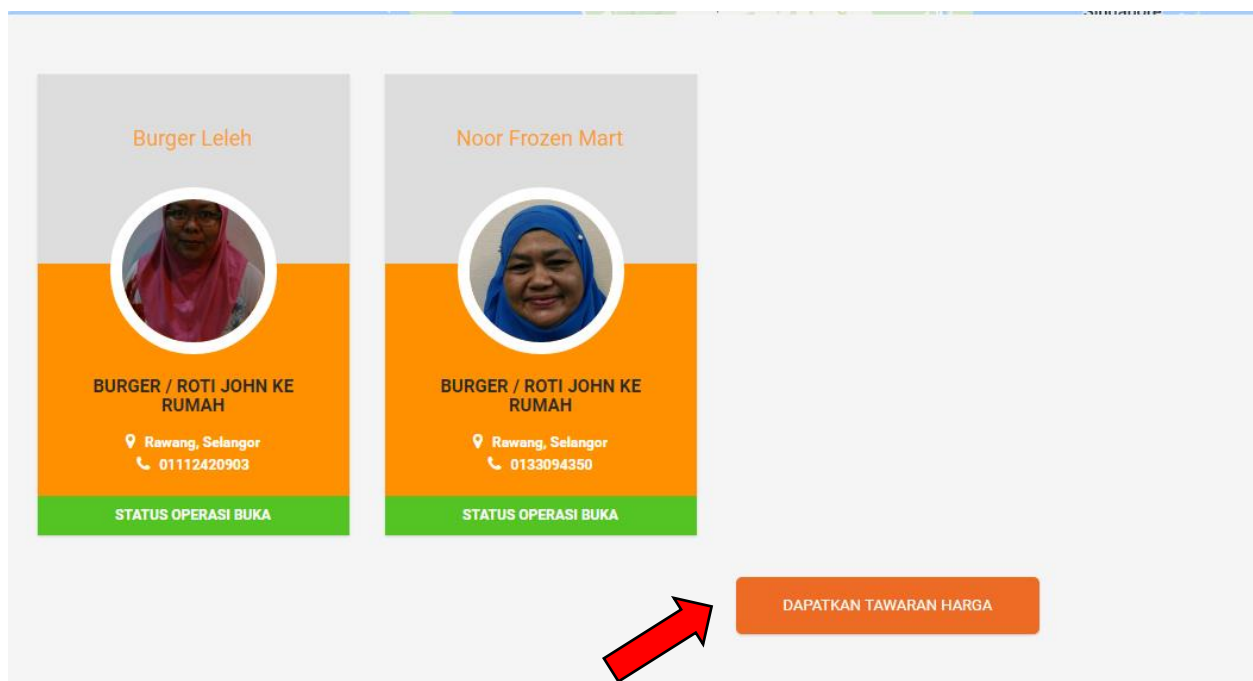 Singapore
Burger Leleh
Noor Frozen Mart
BURGER / ROTI JOHN KE
RUMAH
Rawang, Selangor
01112420903
STATUS OPERASI BUKA
BURGER / ROTI JOHN KE
RUMAH
Rawang, Selangor
0133094350
STATUS OPERASI BUKA
DAPATKAN TAWARAN HARGA